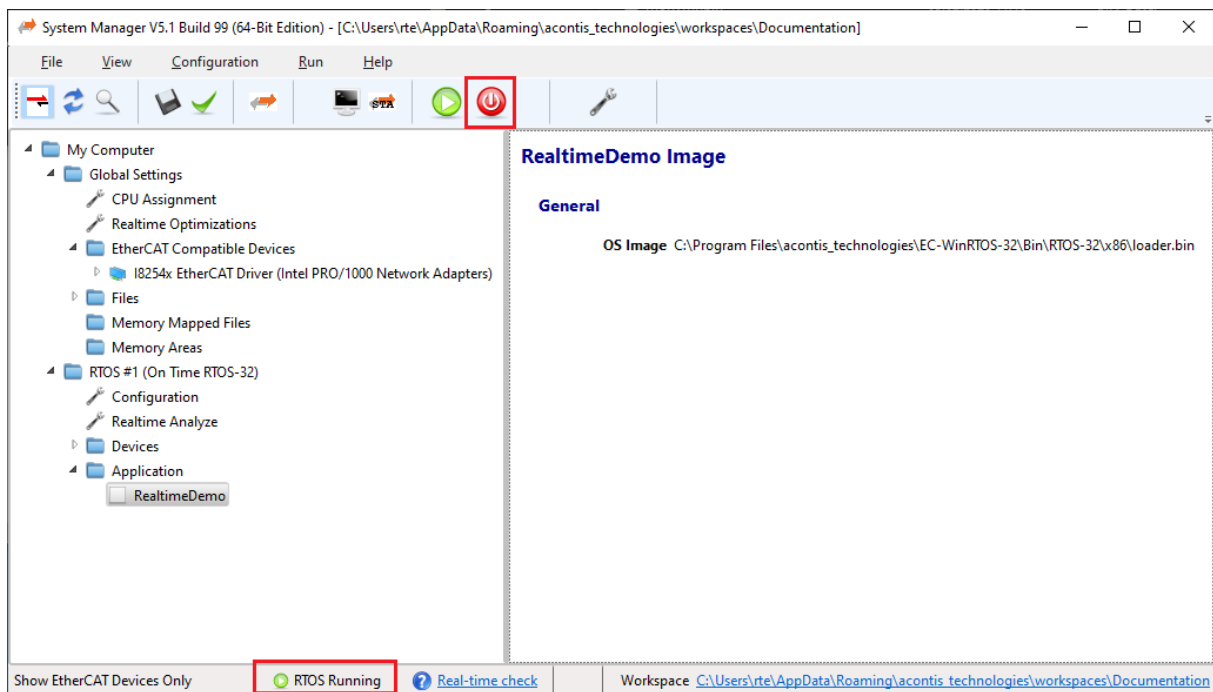 System Manager V5.1 Build 99 (64-Bit Edition) - [C:\Users\rte\AppData\Roaming\acontis_technologies\workspaces\Documentation]
File View Configuration Run Help
STA
My Computer
Global Settings
CPU Assignment
Realtime Optimizations
EtherCAT Compatible Devices
I8254x EtherCAT Driver (Intel PRO/1000 Network Adapters)
Files
Memory Mapped Files
Memory Areas
RTOS #1 (On Time RTOS-32)
Configuration
Realtime Analyze
Devices
Application
RealtimeDemo
RealtimeDemo Image
General
OS Image C:\Program Files\acontis_technologies\EC-WinRTOS-32\Bin\RTOS-32\x86\loader.bin
Show EtherCAT Devices Only RTOS Running Real-time check Workspace C:\Users\rte\AppData\Roaming\acontis_technologies\workspaces\Documentation